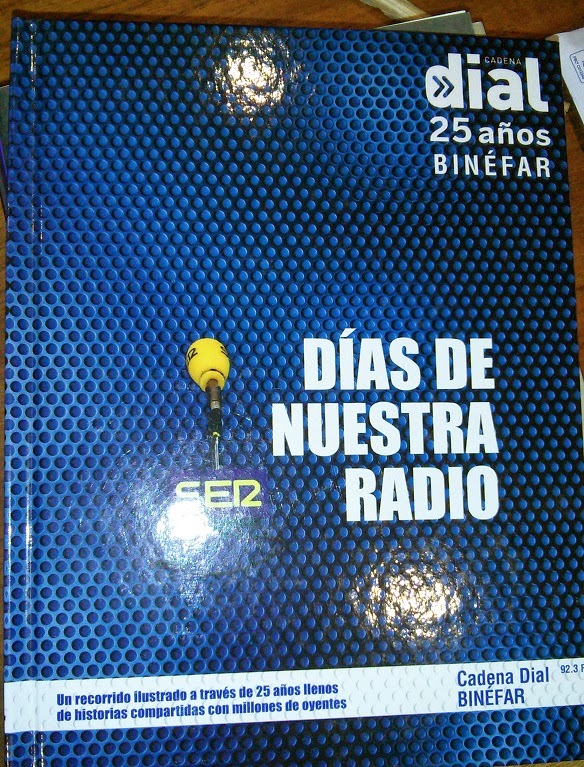 CADENA
dial
25 años
BINÉFAR
DÍAS DE
NUESTRA
RADIO
SER
Un recorrido ilustrado a través de 25 años llenos
de historias compartidas con millones de oyentes
Cadena Dial
BINÉFAR
92.3 F